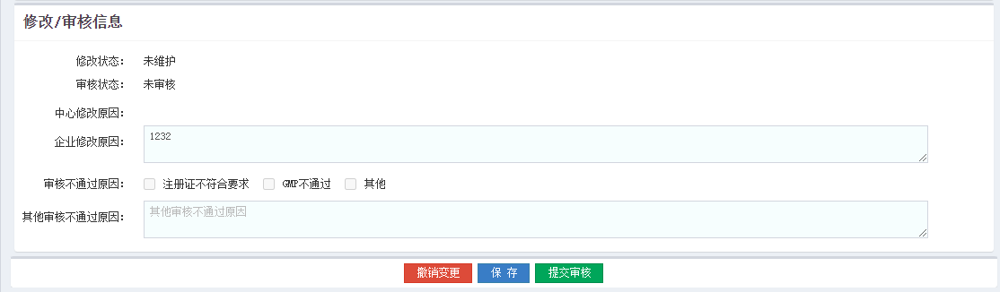 修改/审核信息
修改状态： 未维护
审核状态： 未审核
中心修改原因：
企业修改原因： 1232
审核不通过原因： 注册证不符合要求 GMP不通过 其他
其他审核不通过原因： 其他审核不通过原因
撤销变更 保 存 提交审核